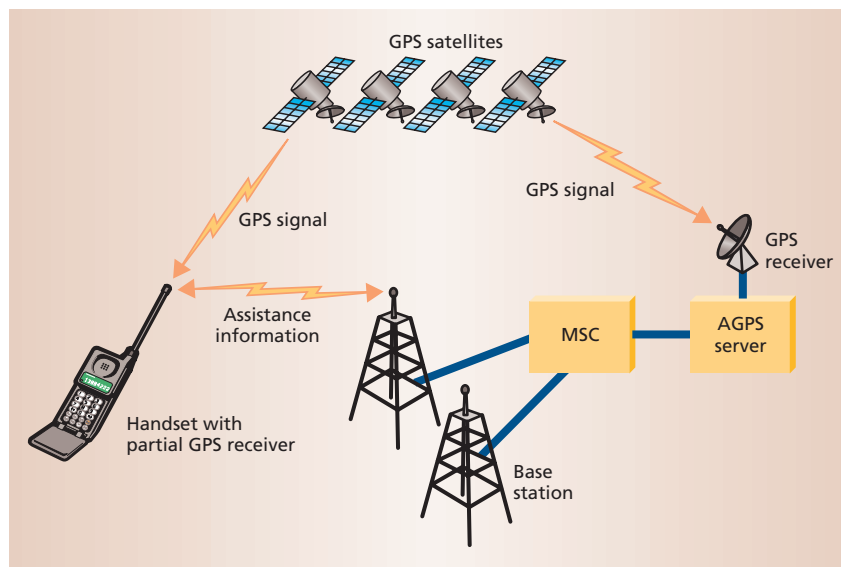 GPS satellites
GPS signal
GPS signal
GPS
receiver
Assistance
information
MSC
AGPS
server
Handset with
partial GPS receiver
Base
station